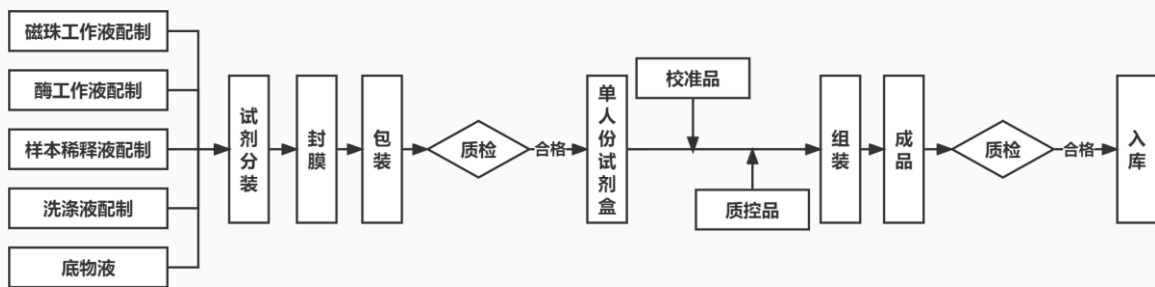 磁珠工作液配制
酶工作液配制
样本稀释液配制
洗涤液配制
底物液
试剂分装
封膜
包装
质检
合格
单人份试剂盒
校准品
质控品
组装
成品
质检
合格
入库